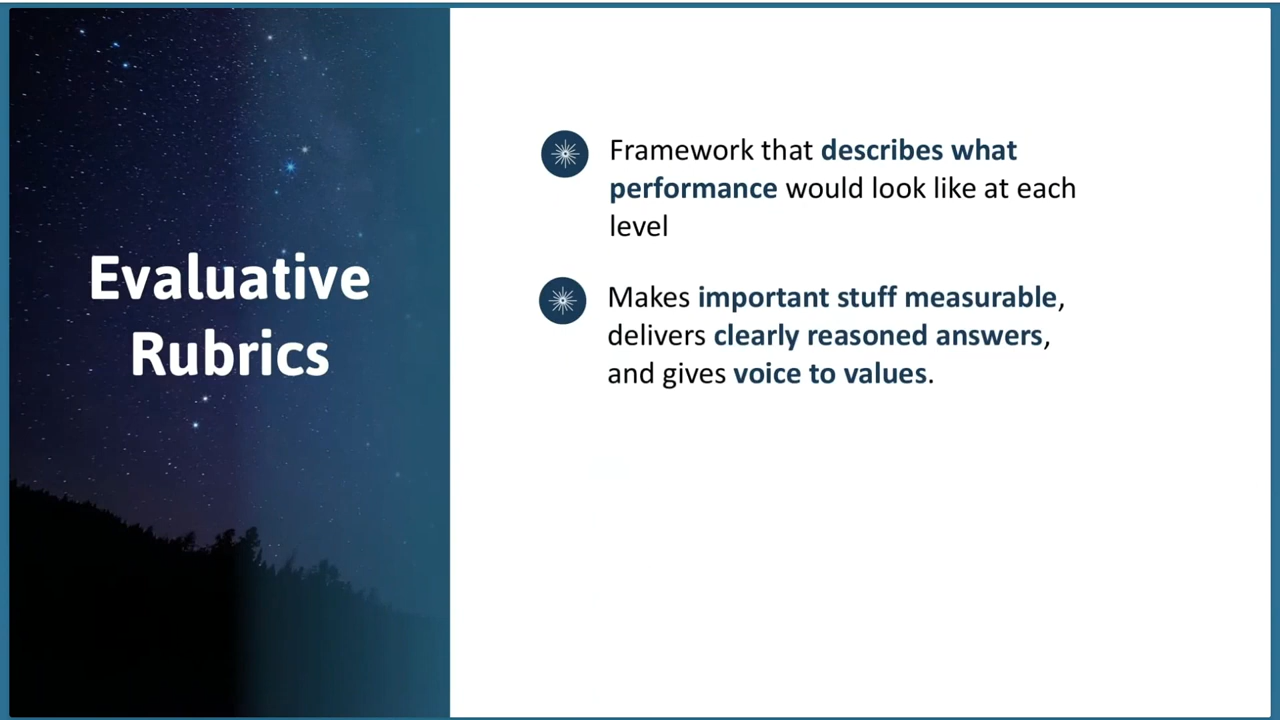 Evaluative
Rubrics
Framework that describes what
performance would look like at each
level
Makes important stuff measurable,
delivers clearly reasoned answers,
and gives voice to values.